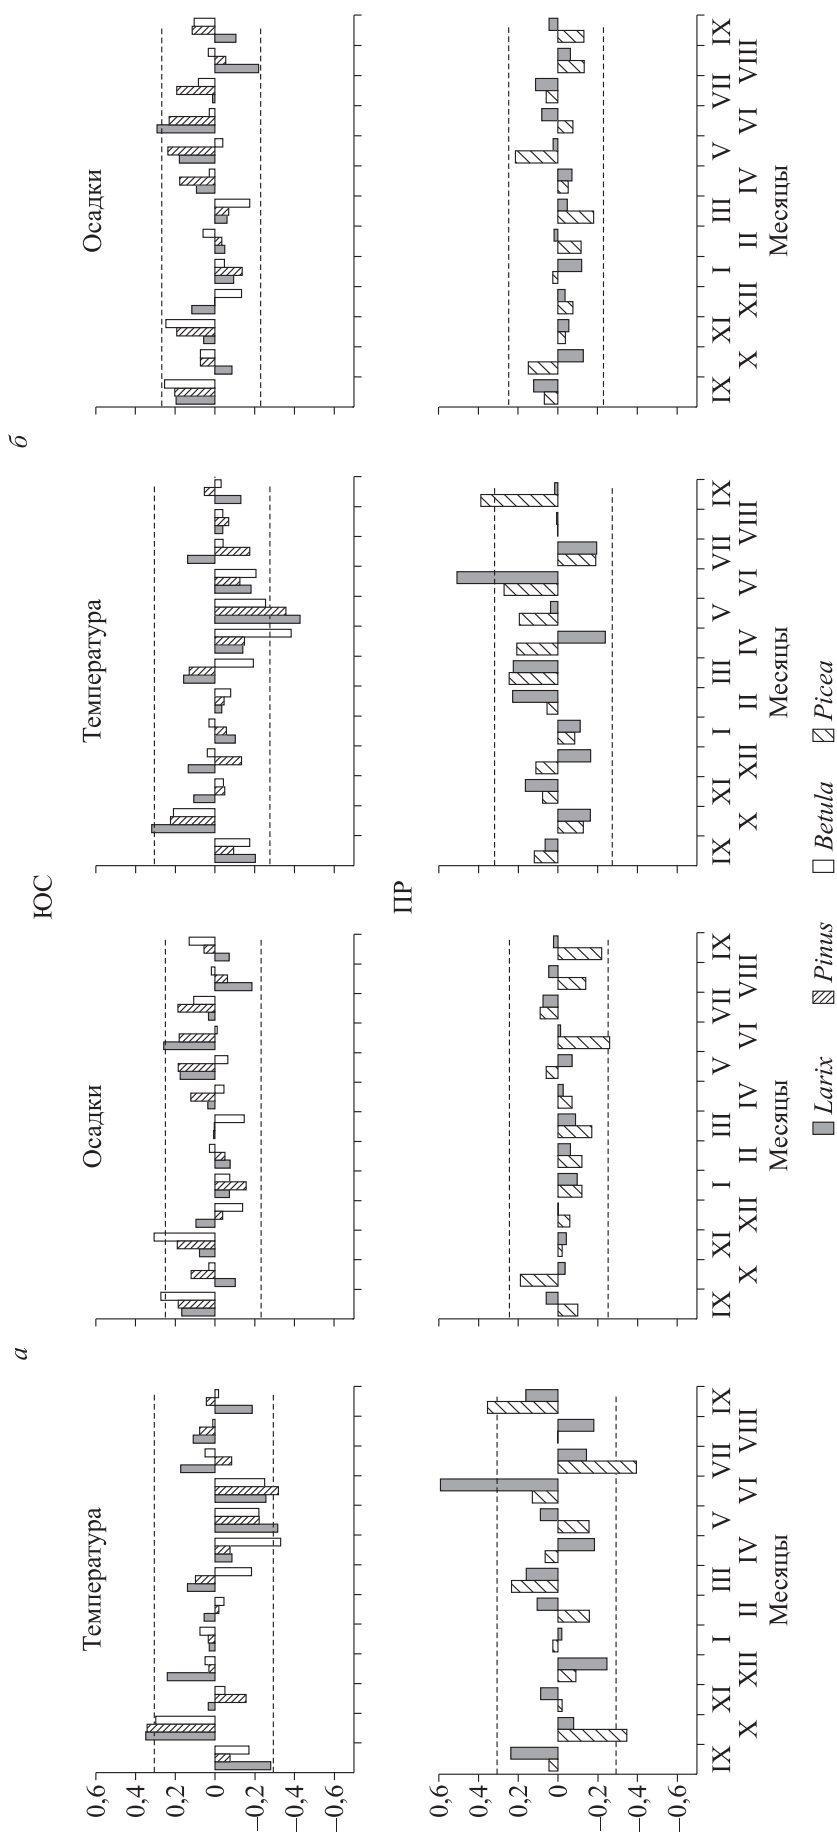 а б
ЮС
Температура Осадки Температура Осадки
0,6
0,4
0,2
0
–0,2
–0,4
–0,6
ПР
0,6
0,4
0,2
0
–0,2
–0,4
–0,6
IX XI I III V VII IX IX XI I III V VII IX IX XI I III V VII IX IX XI I III V VII IX
X XII II IV VI VIII X XII II IV VI VIII X XII II IV VI VIII X XII II IV VI VIII
Месяцы Месяцы Месяцы Месяцы
Larix Pinus Betula Picea